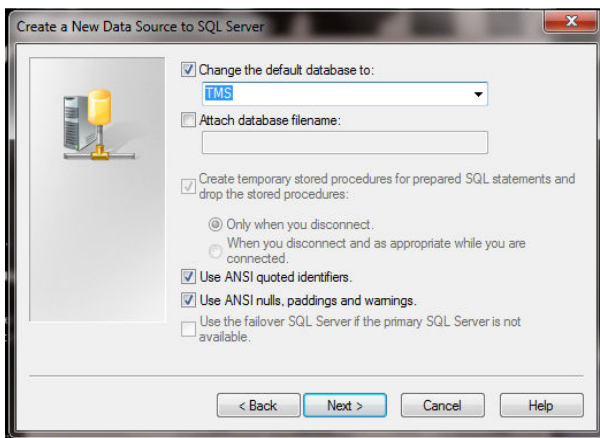 Create a New Data Source to SQL Server
Change the default database to:
TMS
Attach database filename:
Create temporary stored procedures for prepared SQL statements and
drop the stored procedures:
Only when you disconnect.
When you disconnect and as appropriate while you are
connected.
Use ANSI quoted identifiers.
Use ANSI nulls, paddings and warnings.
Use the failover SQL Server if the primary SQL Server is not
available.
< Back Next > Cancel Help